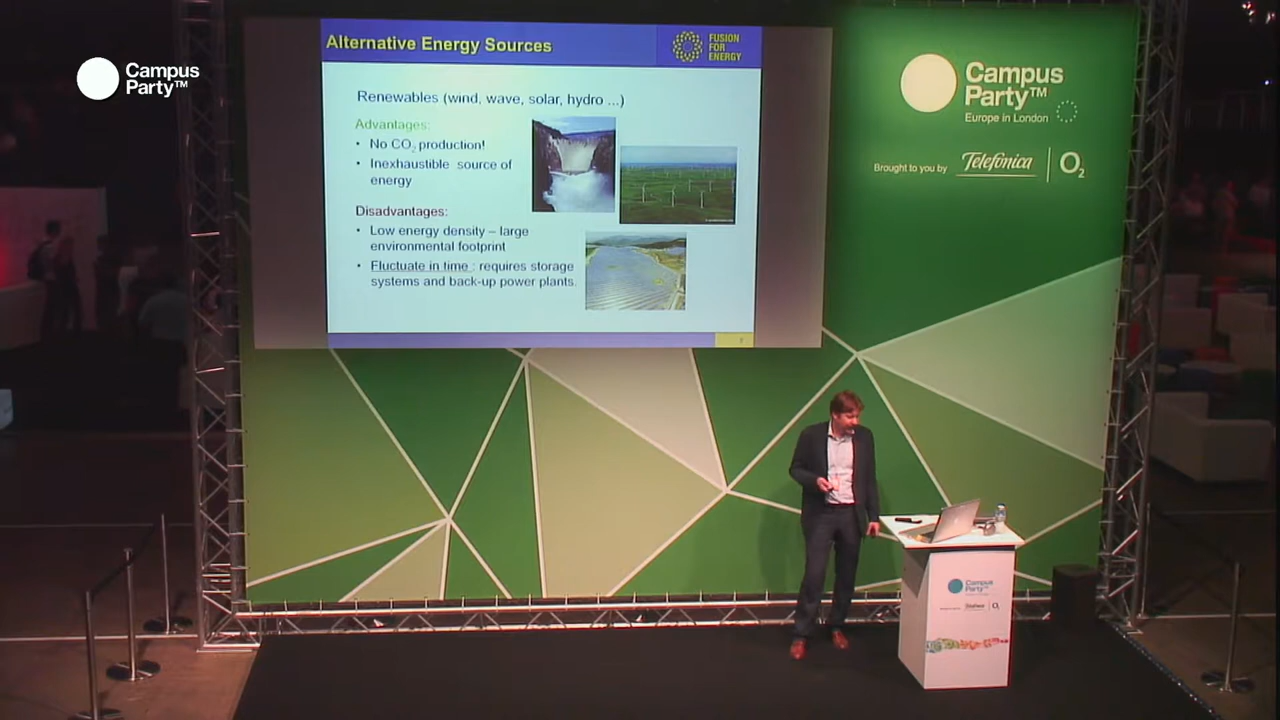 Campus
Party™
Alternative Energy Sources
FUSION
FOR
ENERGY
Renewables (wind, wave, solar, hydro ...)
Advantages:
• No CO2 production!
• Inexhaustible source of
energy
Disadvantages:
• Low energy density – large
environmental footprint
• Fluctuate in time : requires storage
systems and back-up power plants.
Campus
Party™
Europe in London
Brought to you by Telefónica O2
Campus
Party™